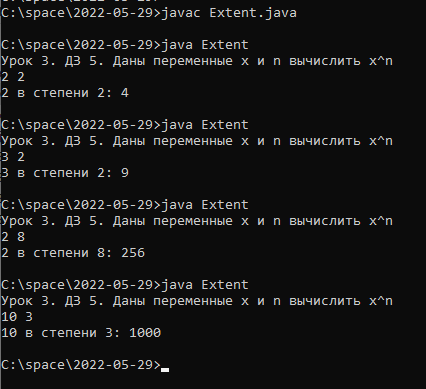 C:\space\2022-05-29>javac Extent.java
C:\space\2022-05-29>java Extent
Урок 3. ДЗ 5. Даны переменные x и n вычислить x^n
2 2
2 в степени 2: 4
C:\space\2022-05-29>java Extent
Урок 3. ДЗ 5. Даны переменные x и n вычислить x^n
3 2
3 в степени 2: 9
C:\space\2022-05-29>java Extent
Урок 3. ДЗ 5. Даны переменные x и n вычислить x^n
2 8
2 в степени 8: 256
C:\space\2022-05-29>java Extent
Урок 3. ДЗ 5. Даны переменные x и n вычислить x^n
10 3
10 в степени 3: 1000
C:\space\2022-05-29>